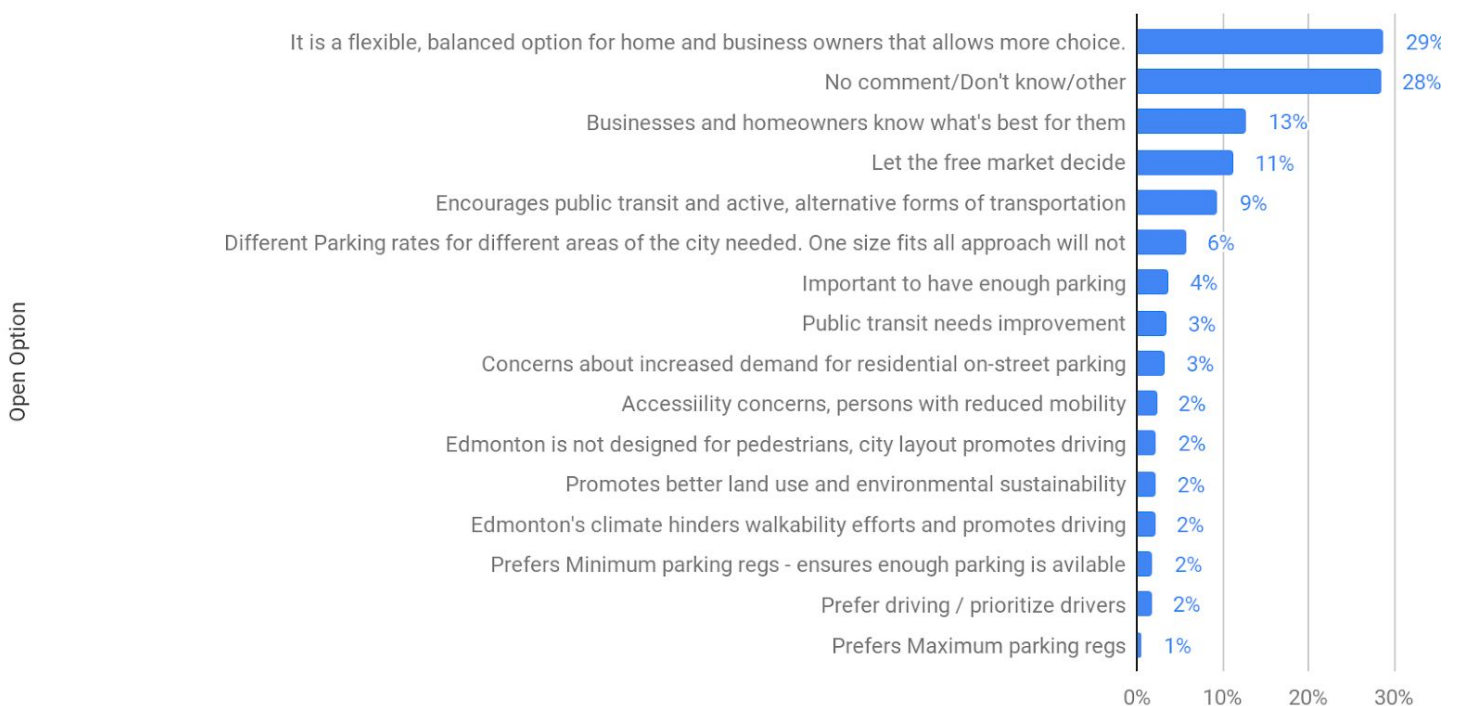 It is a flexible, balanced option for home and business owners that allows more choice. 29%
No comment/Don't know/other 28%
Businesses and homeowners know what's best for them 13%
Let the free market decide 11%
Encourages public transit and active, alternative forms of transportation 9%
Different Parking rates for different areas of the city needed. One size fits all approach will not 6%
Important to have enough parking 4%
Public transit needs improvement 3%
Concerns about increased demand for residential on-street parking 3%
Accessiility concerns, persons with reduced mobility 2%
Edmonton is not designed for pedestrians, city layout promotes driving 2%
Promotes better land use and environmental sustainability 2%
Edmonton's climate hinders walkability efforts and promotes driving 2%
Prefers Minimum parking regs - ensures enough parking is avilable 2%
Prefer driving / prioritize drivers 2%
Prefers Maximum parking regs 1%
0% 10% 20% 30%
Open Option